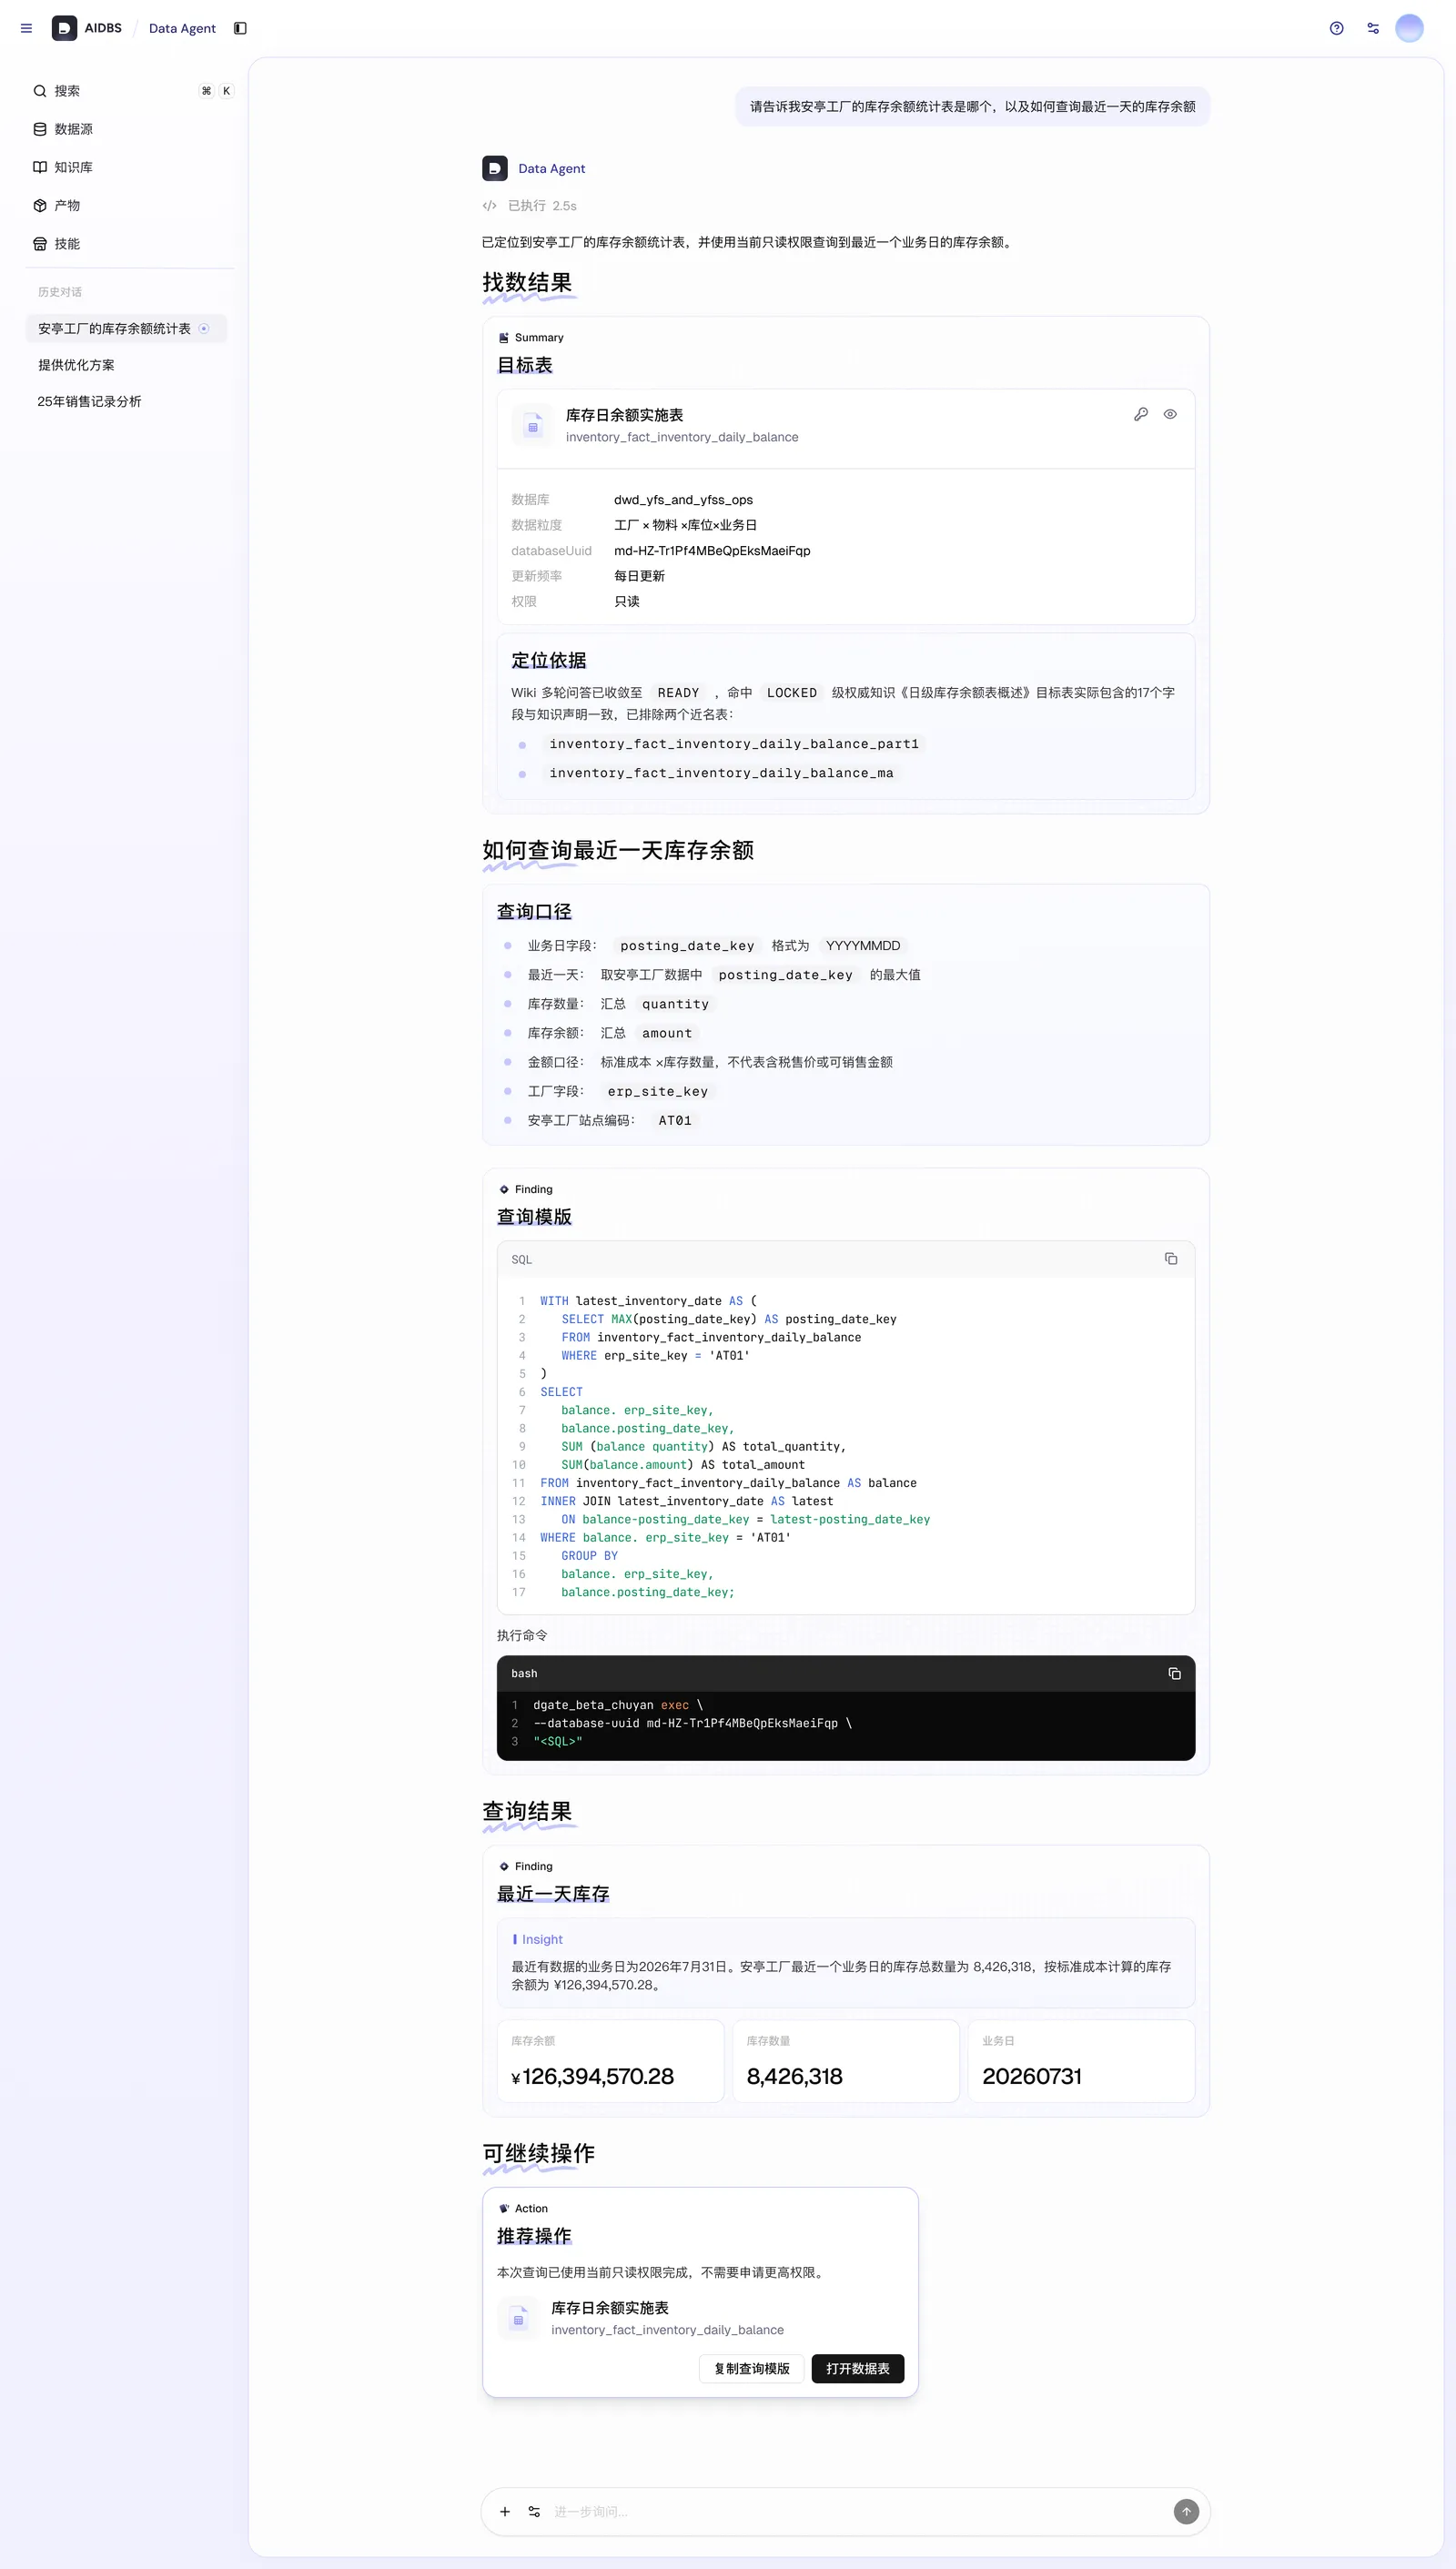 AIDBS / Data Agent
搜索 ⌘ K
数据源
知识库
产物
技能
历史对话
安亭工厂的库存余额统计表
提供优化方案
25年销售记录分析
请告诉我安亭工厂的库存余额统计表是哪个，以及如何查询最近一天的库存余额
Data Agent
</> 已执行 2.5s
已定位到安亭工厂的库存余额统计表，并使用当前只读权限查询到最近一个业务日的库存余额。
找数结果
Summary
目标表
库存日余额实施表
inventory_fact_inventory_daily_balance
数据库 dwd_yfs_and_yfss_ops
数据粒度 工厂 × 物料 ×库位×业务日
databaseUuid md-HZ-Tr1Pf4MBeQpEksMaeiFqp
更新频率 每日更新
权限 只读
定位依据
Wiki 多轮问答已收敛至 READY ，命中 LOCKED 级权威知识《日级库存余额表概述》目标表实际包含的17个字
段与知识声明一致，已排除两个近名表：
inventory_fact_inventory_daily_balance_part1
inventory_fact_inventory_daily_balance_ma
如何查询最近一天库存余额
查询口径
业务日字段： posting_date_key 格式为 YYYYMMDD
最近一天： 取安亭工厂数据中 posting_date_key 的最大值
库存数量： 汇总 quantity
库存余额： 汇总 amount
金额口径： 标准成本 ×库存数量，不代表含税售价或可销售金额
工厂字段： erp_site_key
安亭工厂站点编码： AT01
Finding
查询模版
SQL
1 WITH latest_inventory_date AS (
2 SELECT MAX(posting_date_key) AS posting_date_key
3 FROM inventory_fact_inventory_daily_balance
4 WHERE erp_site_key = 'AT01'
5 )
6 SELECT
7 balance. erp_site_key,
8 balance.posting_date_key,
9 SUM (balance quantity) AS total_quantity,
10 SUM(balance.amount) AS total_amount
11 FROM inventory_fact_inventory_daily_balance AS balance
12 INNER JOIN latest_inventory_date AS latest
13 ON balance-posting_date_key = latest-posting_date_key
14 WHERE balance. erp_site_key = 'AT01'
15 GROUP BY
16 balance. erp_site_key,
17 balance.posting_date_key;
执行命令
bash
1 dgate_beta_chuyan exec \
2 --database-uuid md-HZ-Tr1Pf4MBeQpEksMaeiFqp \
3 "<SQL>"
查询结果
Finding
最近一天库存
Insight
最近有数据的业务日为2026年7月31日。安亭工厂最近一个业务日的库存总数量为 8,426,318，按标准成本计算的库存
余额为 ¥126,394,570.28。
库存余额 库存数量 业务日
¥126,394,570.28 8,426,318 20260731
可继续操作
Action
推荐操作
本次查询已使用当前只读权限完成，不需要申请更高权限。
库存日余额实施表
inventory_fact_inventory_daily_balance
复制查询模版 打开数据表
进一步询问...